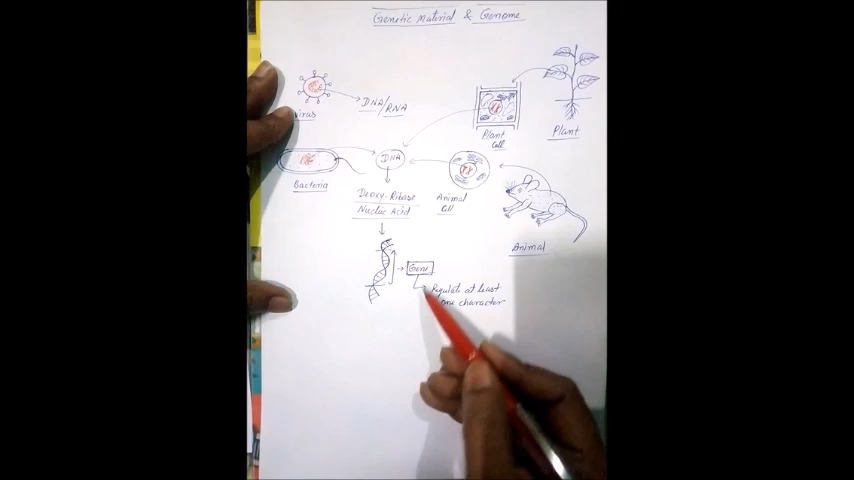 Genetic Material & Genome
DNA/RNA
Virus
Plant
Cell
Plant
DNA
Bacteria
Deoxy-Ribose
Nucleic Acid
Animal
Cell
Animal
Gene
Regulate at least
one character